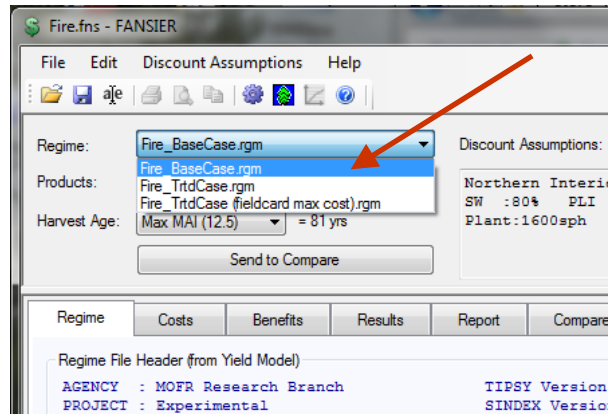 Fire.fns - FANSIER
File Edit Discount Assumptions Help
Regime: Fire_BaseCase.rgm Discount Assumptions:
Fire_BaseCase.rgm
Products: Fire_TrtdCase.rgm
Fire_TrtdCase (fieldcard max cost).rgm
Northern Interio
SW :80% PLI
Plant:1600sph
Harvest Age: Max MAI (12.5) = 81 yrs
Send to Compare
Regime Costs Benefits Results Report Compare
Regime File Header (from Yield Model)
AGENCY : MOFR Research Branch TIPSY Version
PROJECT : Experimental SINDEX Version